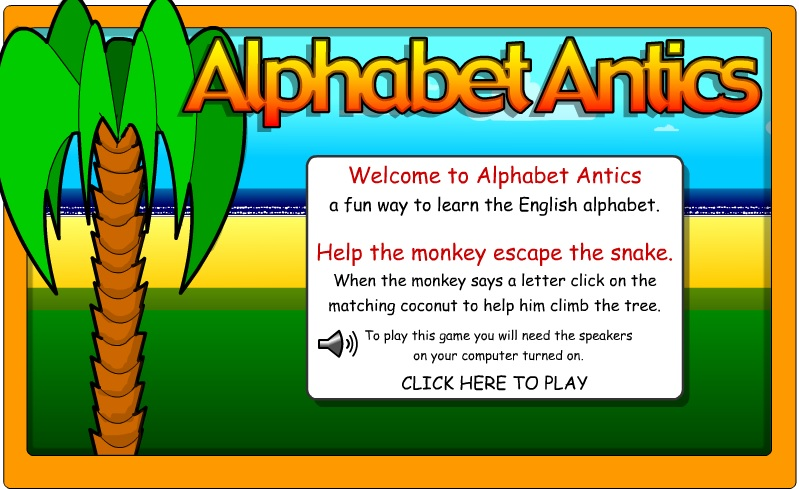 Alphabet Antics
Welcome to Alphabet Antics
a fun way to learn the English alphabet.
Help the monkey escape the snake.
When the monkey says a letter click on the
matching coconut to help him climb the tree.
To play this game you will need the speakers
on your computer turned on.
CLICK HERE TO PLAY